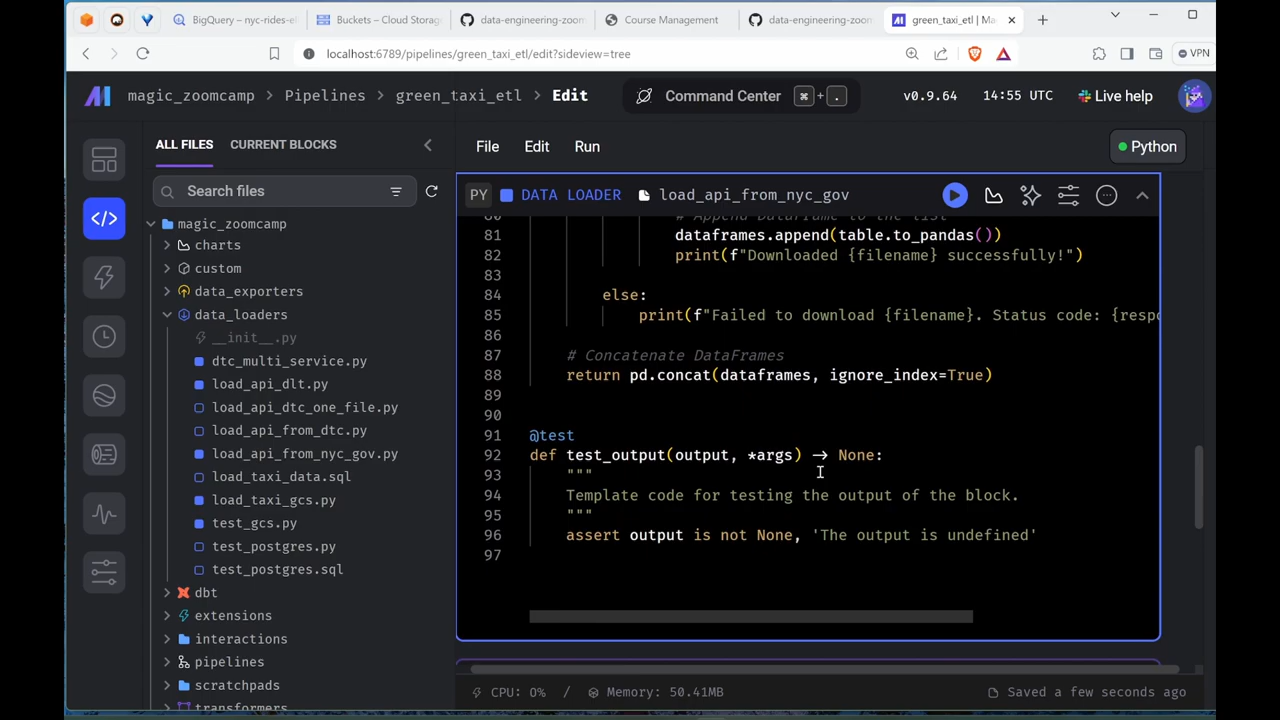 BigQuery – nyc-rides-el
Buckets – Cloud Storag
data-engineering-zoom
Course Management
data-engineering-zoom
green_taxi_etl | Ma
localhost:6789/pipelines/green_taxi_etl/edit?sideview=tree
VPN
magic_zoomcamp > Pipelines > green_taxi_etl > Edit
Command Center ⌘ + .
v0.9.64
14:55 UTC
Live help
ALL FILES
CURRENT BLOCKS
File Edit Run
Python
Search files
PY DATA LOADER load_api_from_nyc_gov
magic_zoomcamp
charts
custom
data_exporters
data_loaders
__init__.py
dtc_multi_service.py
load_api_dlt.py
load_api_dtc_one_file.py
load_api_from_dtc.py
load_api_from_nyc_gov.py
load_taxi_data.sql
load_taxi_gcs.py
test_gcs.py
test_postgres.py
test_postgres.sql
dbt
extensions
interactions
pipelines
scratchpads
transformers
80 # Append DataFrame to the list
81 dataframes.append(table.to_pandas())
82 print(f"Downloaded {filename} successfully!")
83
84 else:
85 print(f"Failed to download {filename}. Status code: {respo
86
87 # Concatenate DataFrames
88 return pd.concat(dataframes, ignore_index=True)
89
90
91 @test
92 def test_output(output, *args) -> None:
93 """
94 Template code for testing the output of the block.
95 """
96 assert output is not None, 'The output is undefined'
97
CPU: 0% / Memory: 50.41MB
Saved a few seconds ago